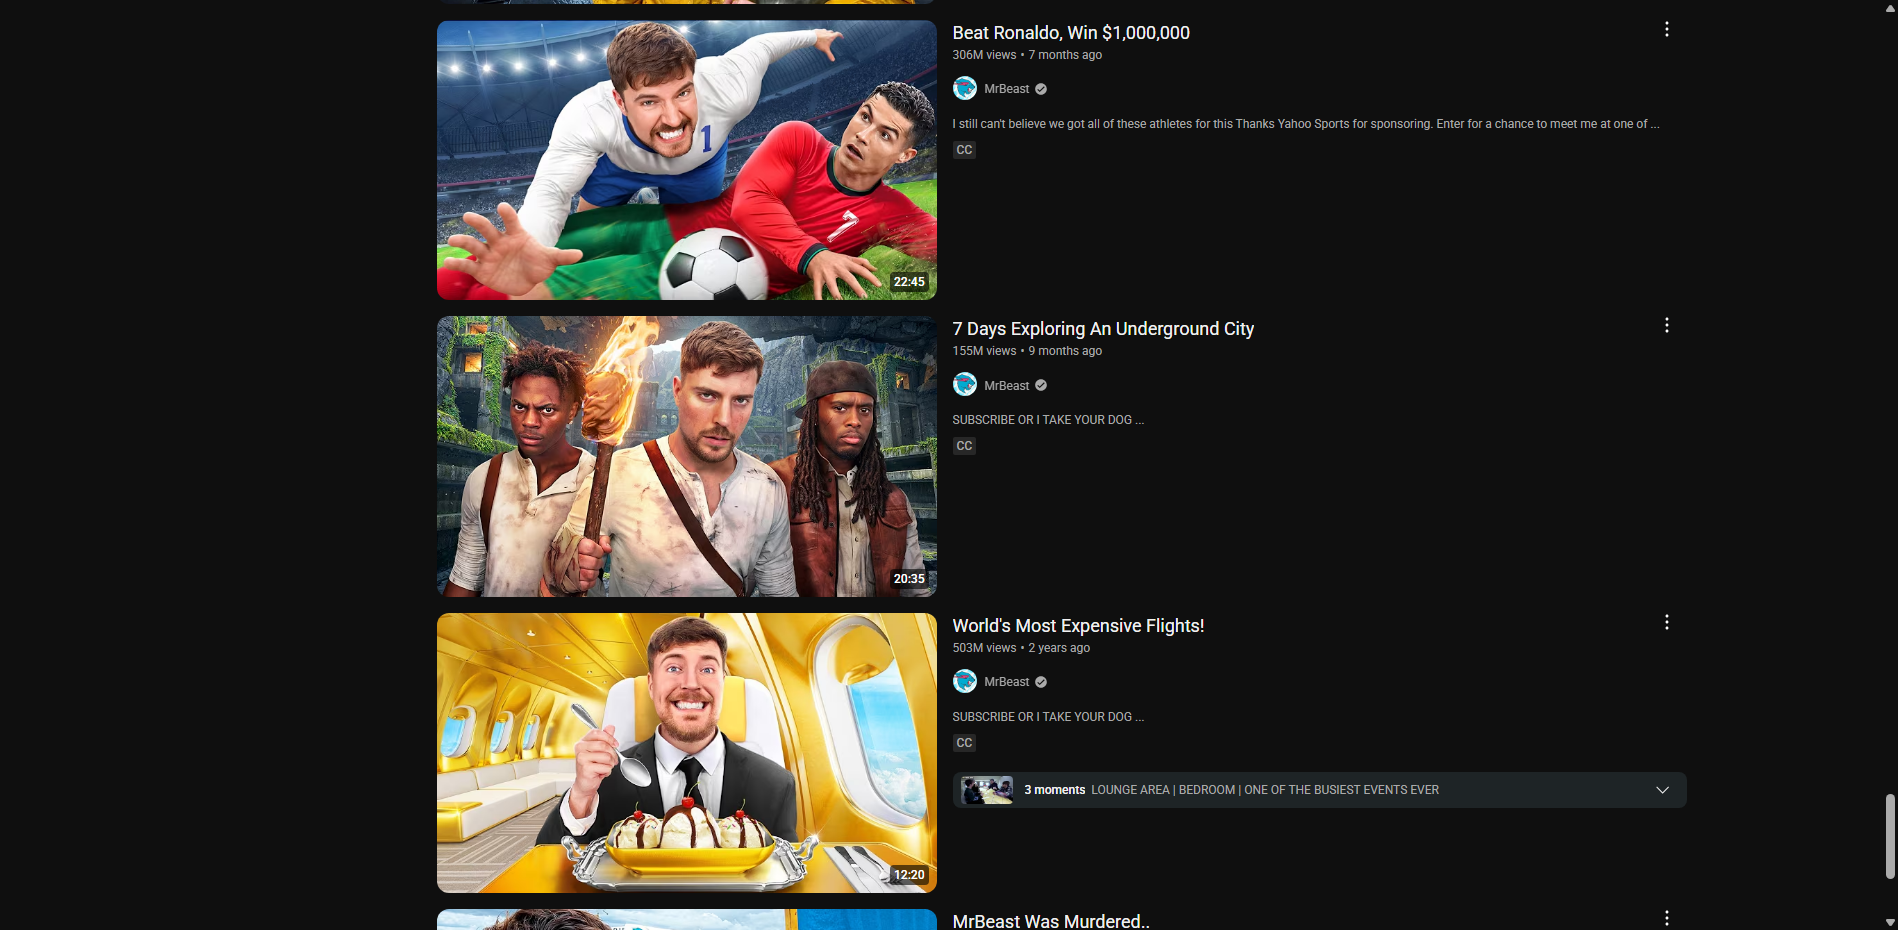 Beat Ronaldo, Win $1,000,000
306M views • 7 months ago
MrBeast
I still can't believe we got all of these athletes for this Thanks Yahoo Sports for sponsoring. Enter for a chance to meet me at one of ...
CC
1
7
22:45
7 Days Exploring An Underground City
155M views • 9 months ago
MrBeast
SUBSCRIBE OR I TAKE YOUR DOG ...
CC
20:35
World's Most Expensive Flights!
503M views • 2 years ago
MrBeast
SUBSCRIBE OR I TAKE YOUR DOG ...
CC
3 moments LOUNGE AREA | BEDROOM | ONE OF THE BUSIEST EVENTS EVER
12:20
MrBeast Was Murdered..